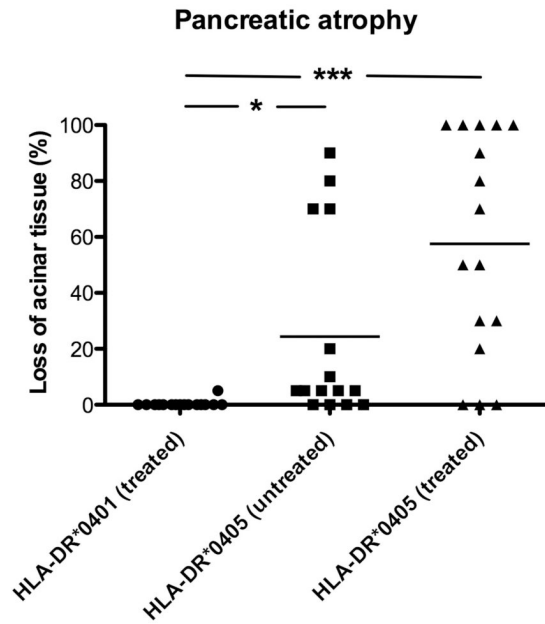 Pancreatic atrophy
***
*
Loss of acinar tissue (%)
100
80
60
40
20
0
HLA-DR*0401 (treated)
HLA-DR*0405 (untreated)
HLA-DR*0405 (treated)